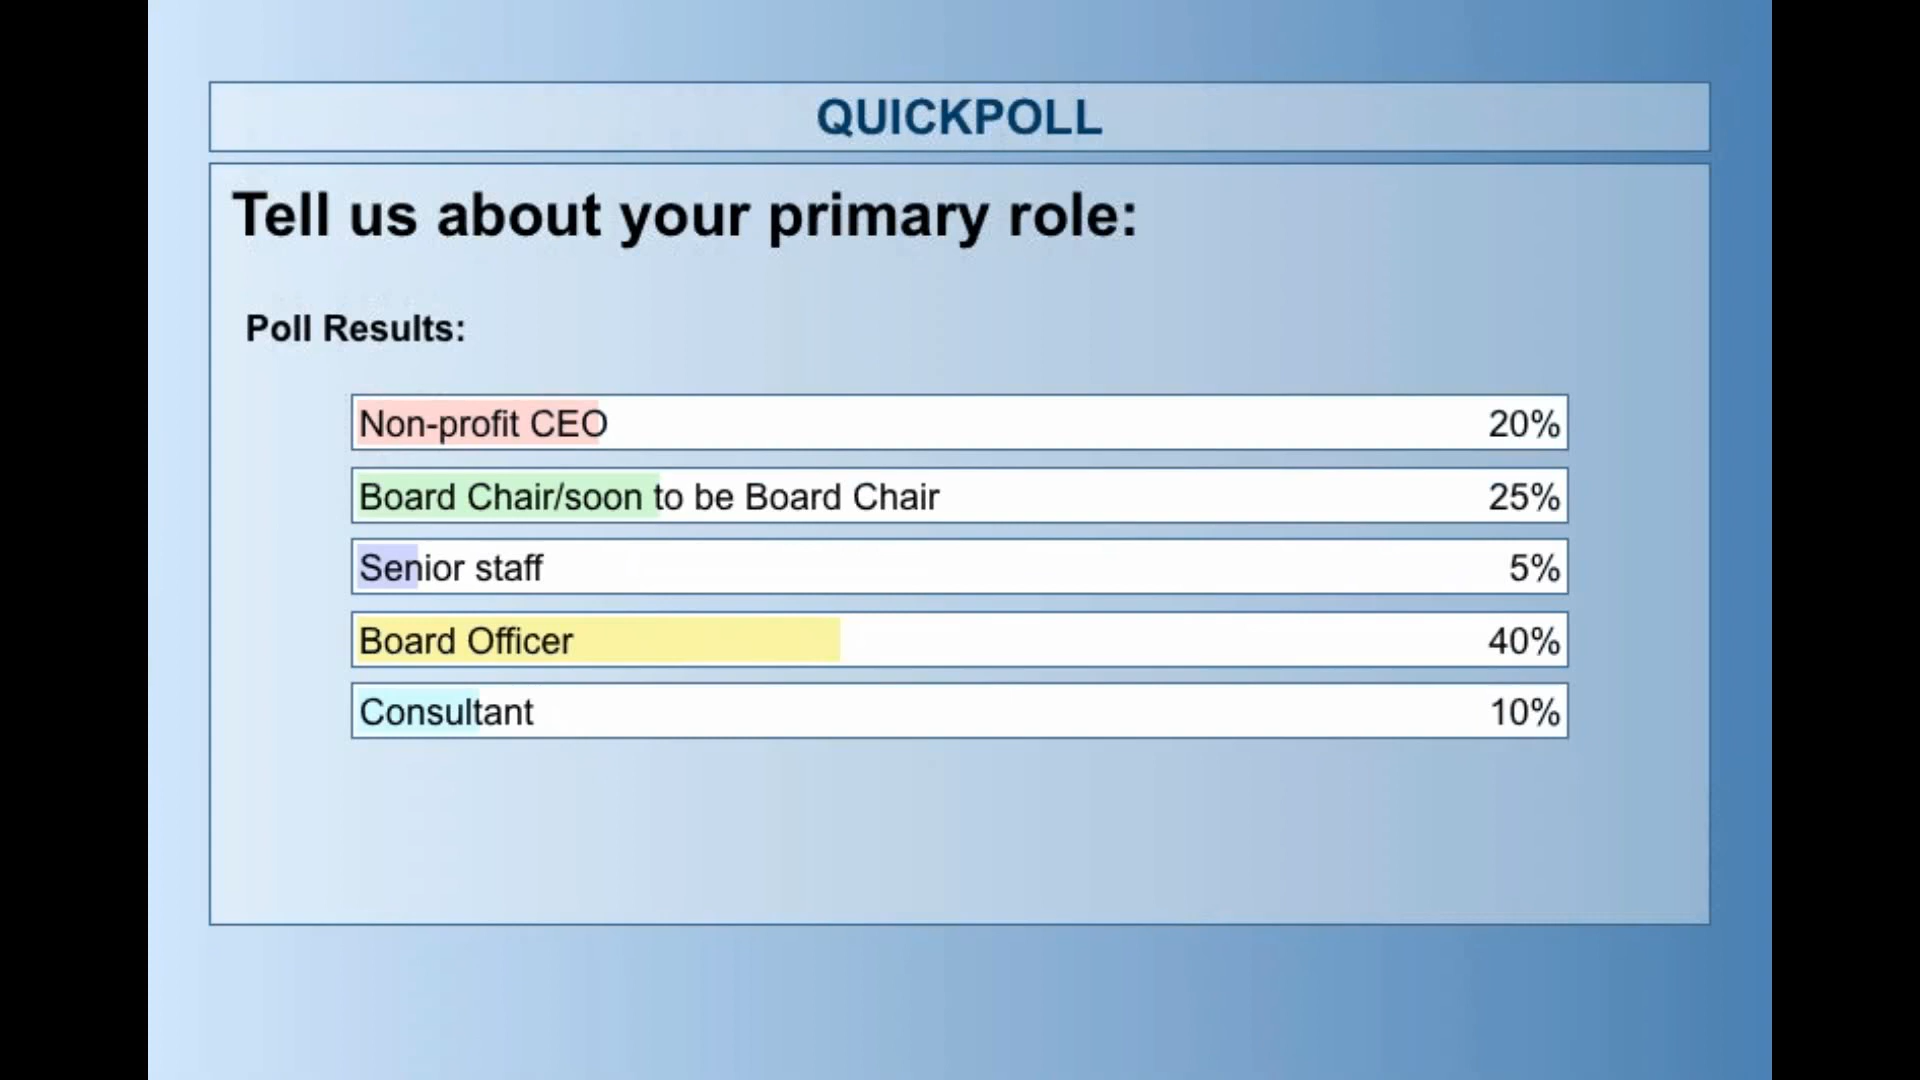 QUICKPOLL
Tell us about your primary role:
Poll Results:
Non-profit CEO 20%
Board Chair/soon to be Board Chair 25%
Senior staff 5%
Board Officer 40%
Consultant 10%